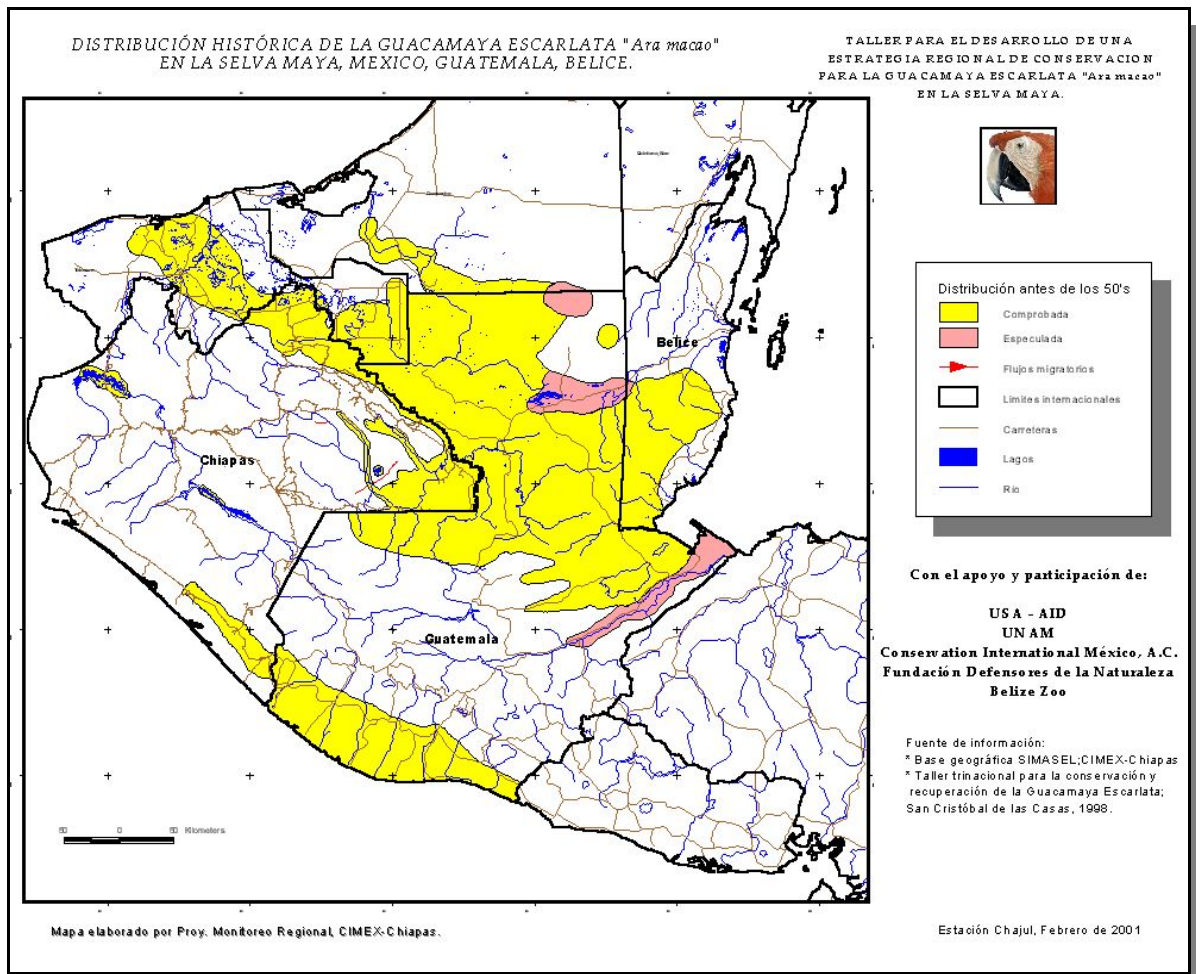 DISTRIBUCIÓN HISTÓRICA DE LA GUACAMAYA ESCARLATA "Ara macao"
EN LA SELVA MAYA, MEXICO, GUATEMALA, BELICE.
TALLER PARA EL DESARROLLO DE UNA
ESTRATEGIA REGIONAL DE CONSERVACION
PARA LA GUACAMAYA ESCARLATA "Ara macao"
EN LA SELVA MAYA.
Belice
Chiapas
Guatemala
50 0 50 Kilometers
Distribución antes de los 50's
Comprobada
Especulada
Flujos migratorios
Limites internacionales
Carreteras
Lagos
Río
Con el apoyo y participación de:
USA - AID
UNAM
Conservation International México, A.C.
Fundación Defensores de la Naturaleza
Belize Zoo
Fuente de información:
* Base geográfica SIMASEL;CIMEX-Chiapas
* Taller trinacional para la conservación y
recuperación de la Guacamaya Escarlata;
San Cristóbal de las Casas, 1998.
Mapa elaborado por Proy. Monitoreo Regional, CIMEX-Chiapas.
Estación Chajul, Febrero de 2001